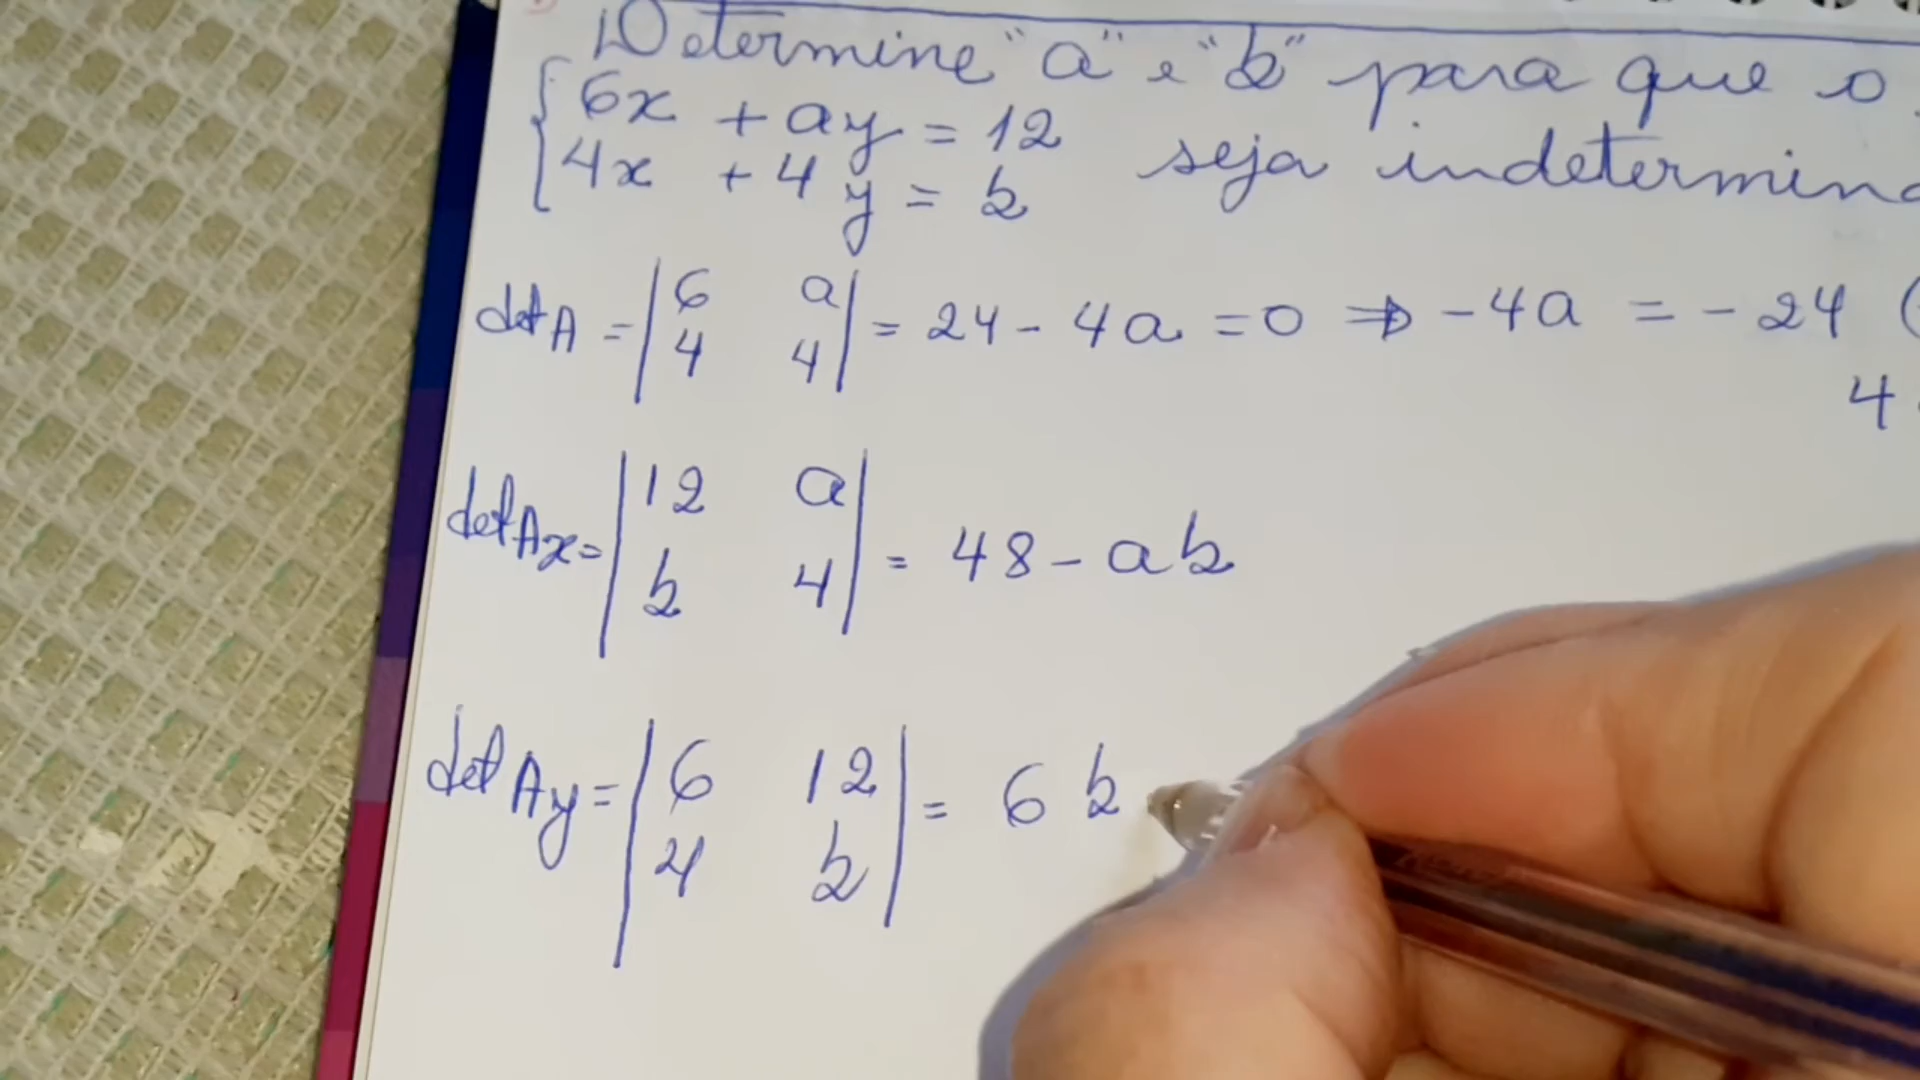 1) Determine "a" e "b" para que o
{6x + ay = 12
{4x + 4y = b seja indetermina
det A = |6 a| = 24 - 4a = 0 ⇒ -4a = -24 (
|4 4|
4
det Ax = |12 a| = 48 - ab
|b 4|
det Ay = |6 12| = 6b
|4 b|